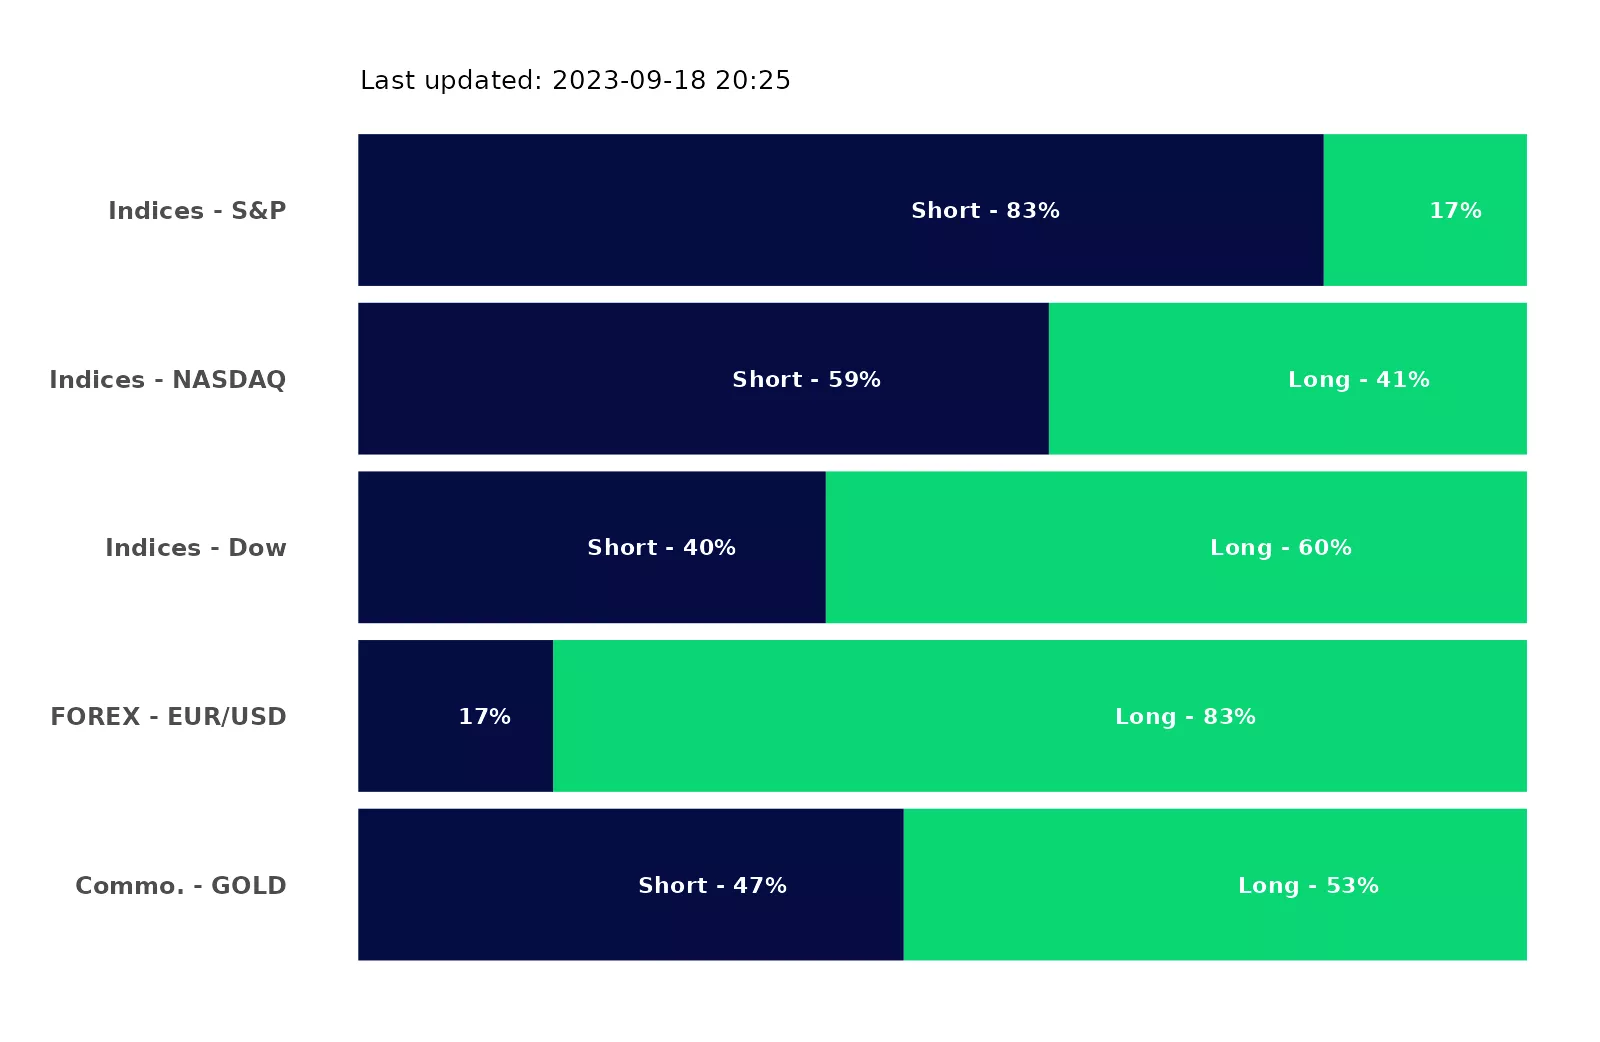 Last updated: 2023-09-18 20:25
Indices - S&P Short - 83% 17%
Indices - NASDAQ Short - 59% Long - 41%
Indices - Dow Short - 40% Long - 60%
FOREX - EUR/USD 17% Long - 83%
Commo. - GOLD Short - 47% Long - 53%